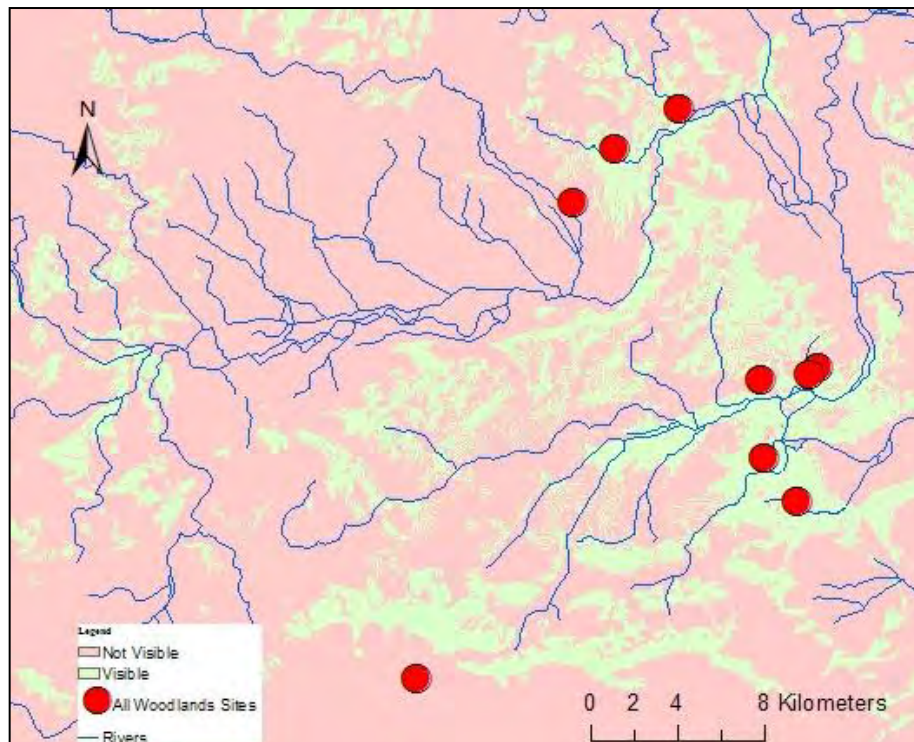 N
Legend
Not Visible
Visible
All Woodlands Sites
Rivers
0 2 4 8 Kilometers